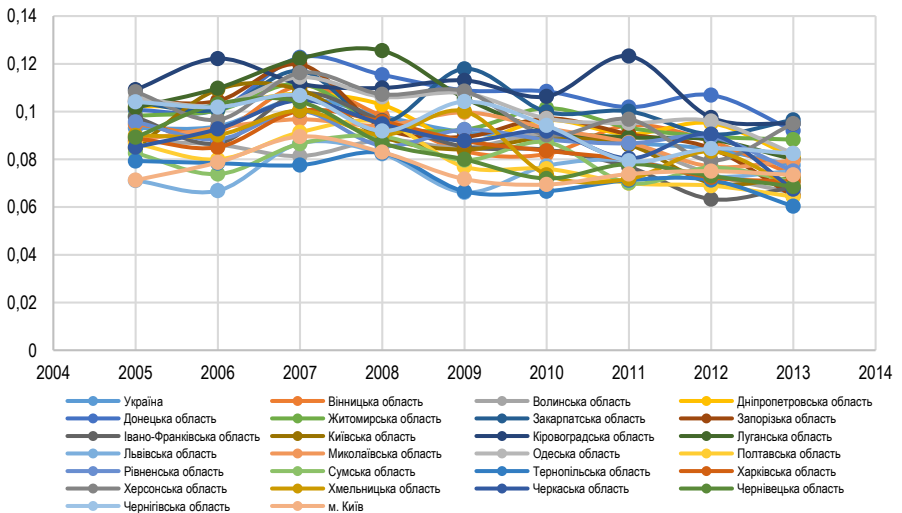 0,14
0,12
0,1
0,08
0,06
0,04
0,02
0
2004 2005 2006 2007 2008 2009 2010 2011 2012 2013 2014
Україна Вінницька область Волинська область Дніпропетровська область
Донецька область Житомирська область Закарпатська область Запорізька область
Івано-Франківська область Київська область Кіровоградська область Луганська область
Львівська область Миколаївська область Одеська область Полтавська область
Рівненська область Сумська область Тернопільська область Харківська область
Херсонська область Хмельницька область Черкаська область Чернівецька область
Чернігівська область м. Київ